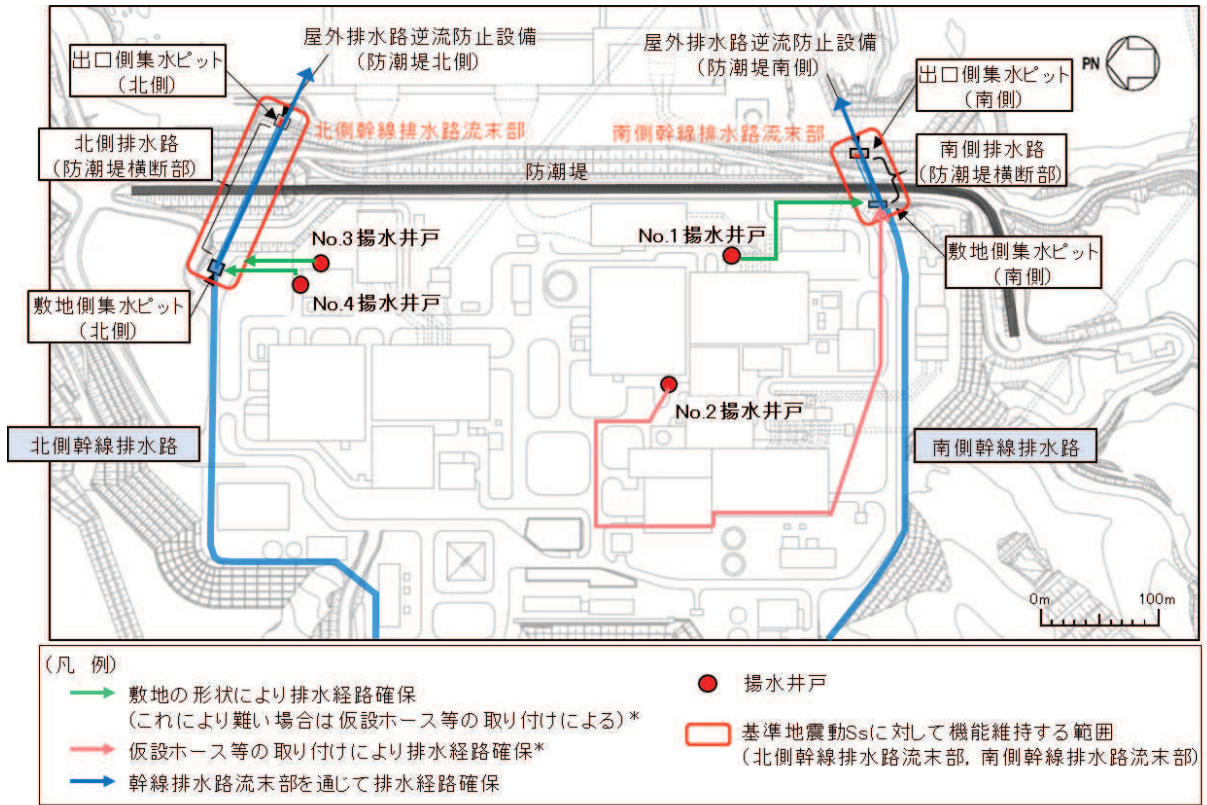 屋外排水路逆流防止設備
(防潮堤北側)
屋外排水路逆流防止設備
(防潮堤南側)
出口側集水ピット
(北側)
出口側集水ピット
(南側)
PN
北側幹線排水路流末部
南側幹線排水路流末部
北側排水路
(防潮堤横断部)
南側排水路
(防潮堤横断部)
防潮堤
No.3揚水井戸
No.1揚水井戸
No.4揚水井戸
敷地側集水ピット
(南側)
敷地側集水ピット
(北側)
No.2揚水井戸
北側幹線排水路
南側幹線排水路
0m 100m
(凡 例)
敷地の形状により排水経路確保
(これにより難い場合は仮設ホース等の取り付けによる)*
仮設ホース等の取り付けにより排水経路確保*
幹線排水路流末部を通じて排水経路確保
揚水井戸
基準地震動Ssに対して機能維持する範囲
(北側幹線排水路流末部, 南側幹線排水路流末部)